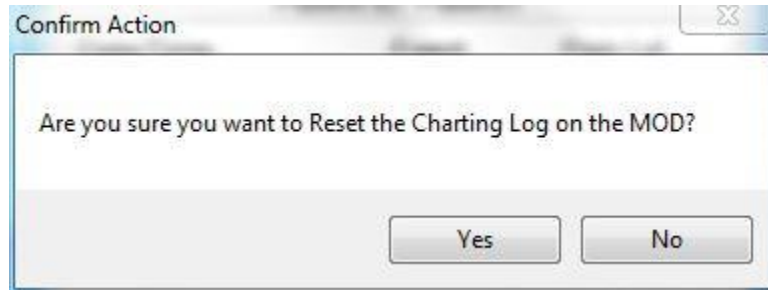 Confirm Action
Are you sure you want to Reset the Charting Log on the MOD?
Yes No